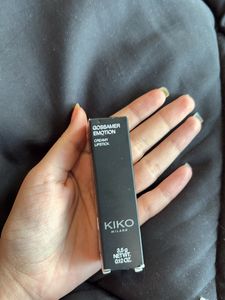 GOSSAMER
EMOTION
CREAMY
LIPSTICK
KIKO
MILANO
3,5 g
NET WT.
0.12 OZ.